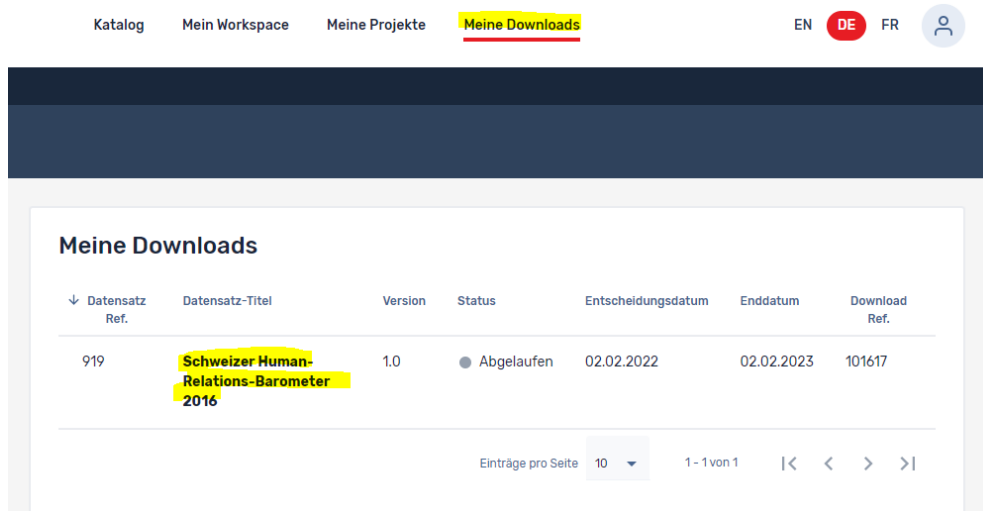 Katalog Mein Workspace Meine Projekte Meine Downloads EN DE FR
Meine Downloads
Datensatz Ref. Datensatz-Titel Version Status Entscheidungsdatum Enddatum Download Ref.
919 Schweizer Human-Relations-Barometer 2016 1.0 Abgelaufen 02.02.2022 02.02.2023 101617
Einträge pro Seite 10 1 - 1 von 1